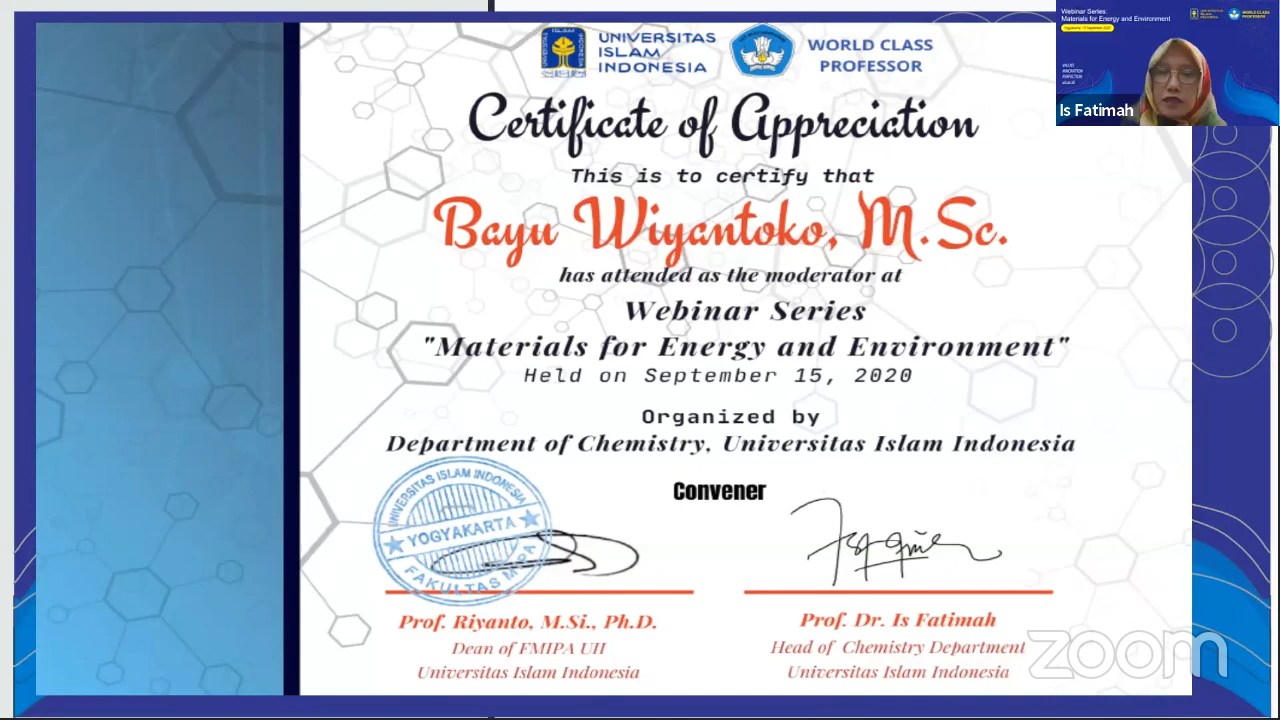 UNIVERSITAS
ISLAM
INDONESIA
WORLD CLASS
PROFESSOR
Certificate of Appreciation
This is to certify that
Bayu Wiyantoko, M.Sc.
has attended as the moderator at
Webinar Series
"Materials for Energy and Environment"
Held on September 15, 2020
Organized by
Department of Chemistry, Universitas Islam Indonesia
Convener
UNIVERSITAS ISLAM INDONESIA
YOGYAKARTA
FAKULTAS MIPA
Prof. Riyanto, M.Si., Ph.D.
Dean of FMIPA UII
Universitas Islam Indonesia
Prof. Dr. Is Fatimah
Head of Chemistry Department
Universitas Islam Indonesia
Webinar Series:
Materials for Energy and Environment
WORLD CLASS
PROFESSOR
Is Fatimah
zoom